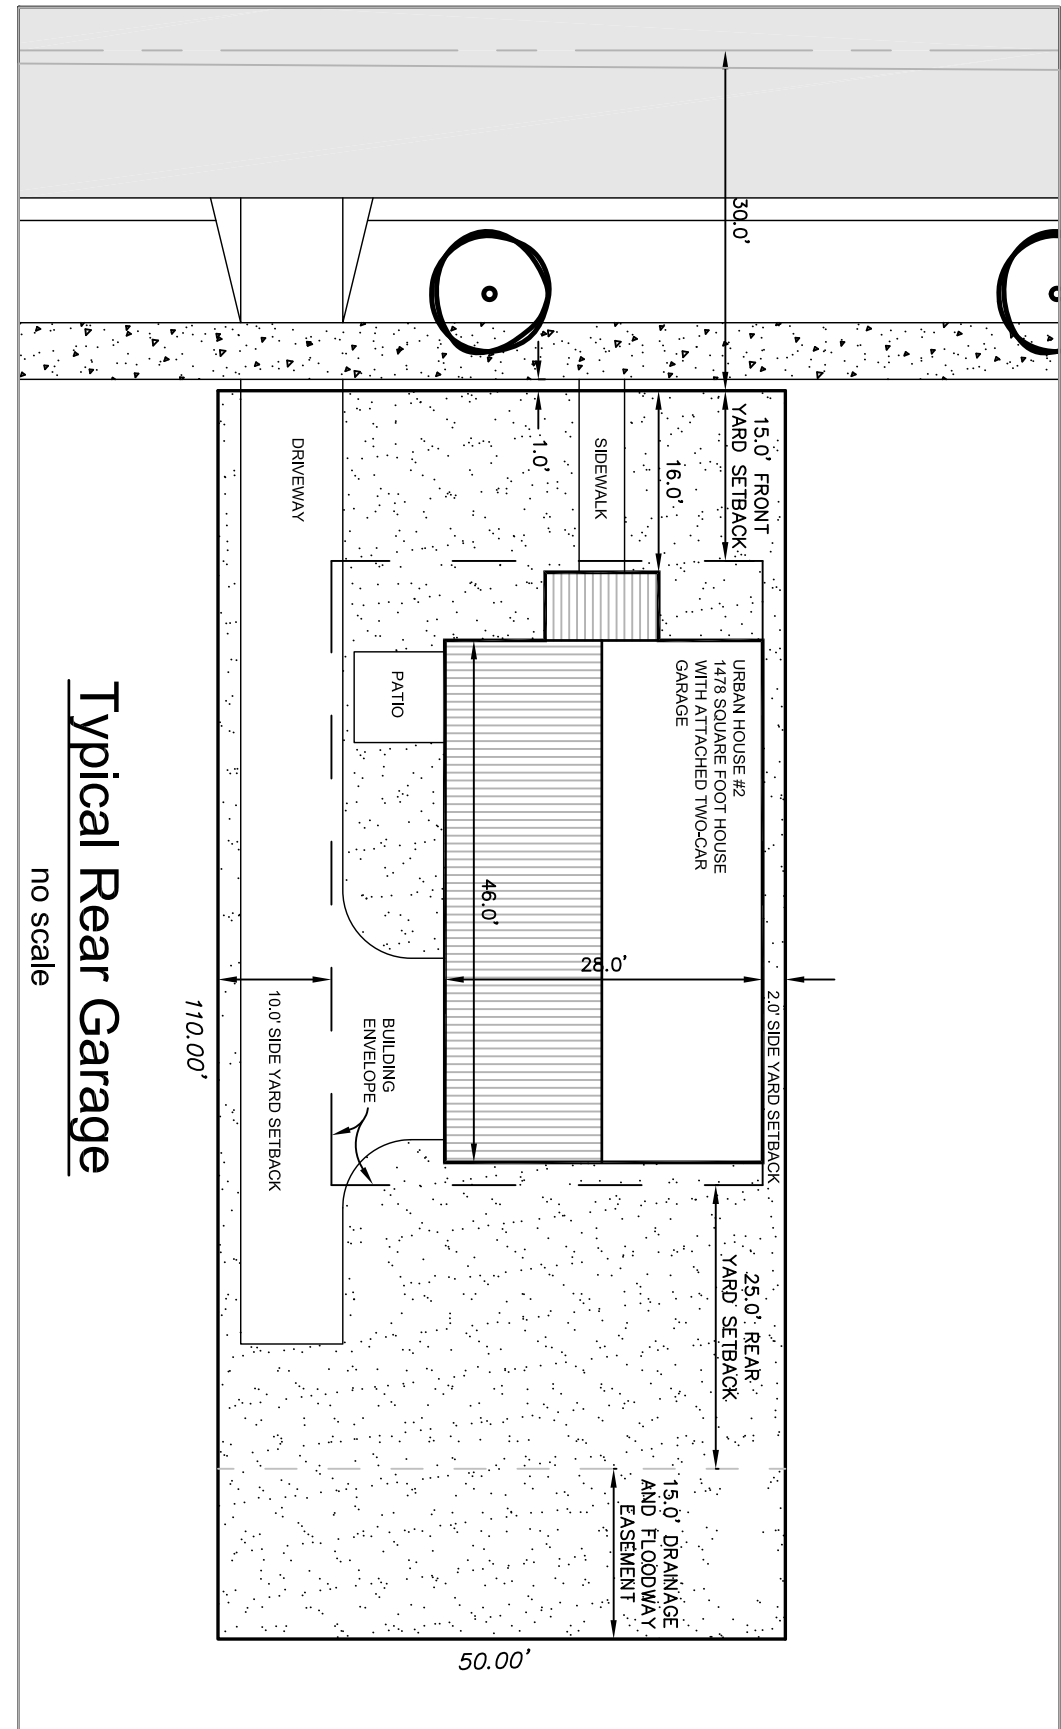 30.0'
15.0' FRONT
YARD SETBACK
16.0'
SIDEWALK
1.0'
DRIVEWAY
URBAN HOUSE #2
1478 SQUARE FOOT HOUSE
WITH ATTACHED TWO-CAR
GARAGE
PATIO
46.0'
28.0'
2.0' SIDE YARD SETBACK
BUILDING
ENVELOPE
10.0' SIDE YARD SETBACK
110.00'
25.0' REAR
YARD SETBACK
15.0' DRAINAGE
AND FLOODWAY
EASEMENT
50.00'
Typical Rear Garage
no scale